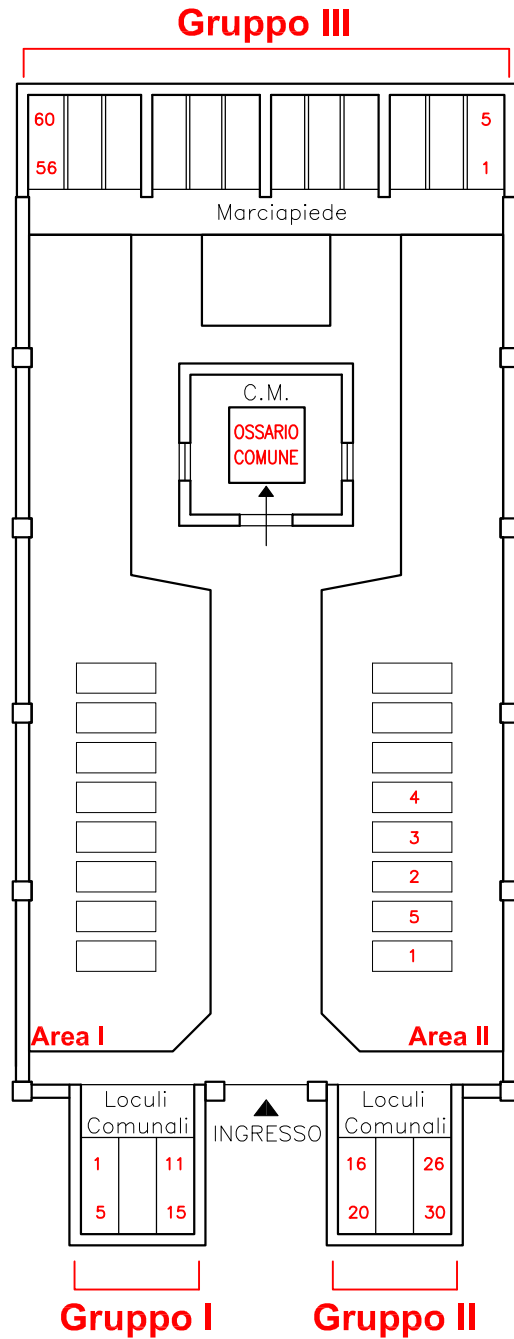 Gruppo III
60 5
56 1
Marciapiede
C.M.
OSSARIO
COMUNE
4
3
2
5
1
Area I Area II
Loculi
Comunali
INGRESSO
Loculi
Comunali
1 11
5 15
16 26
20 30
Gruppo I Gruppo II